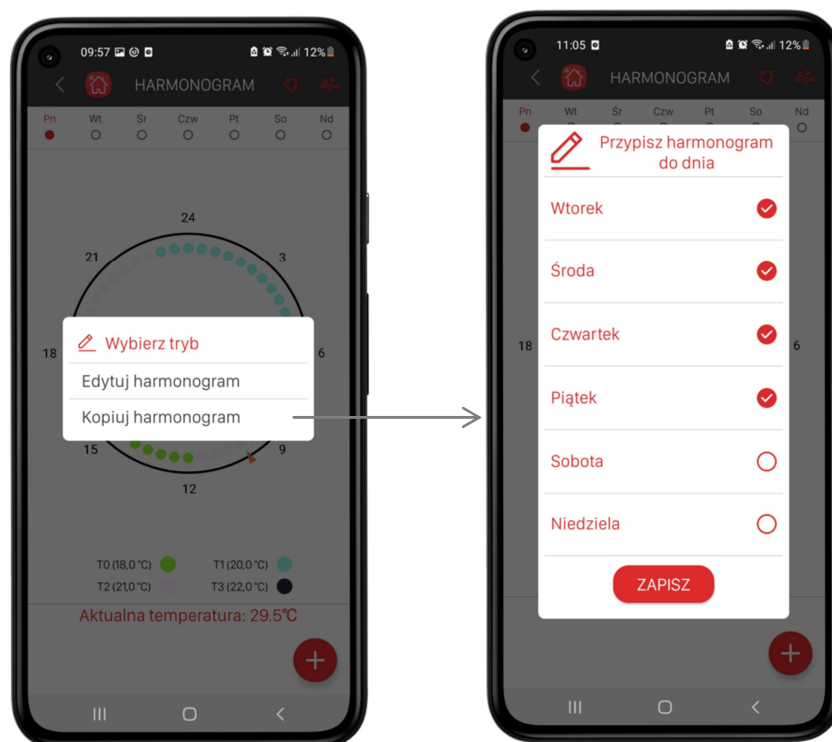 09:57 12%
HARMONOGRAM
Pn Wt Śr Czw Pt So Nd
24
21 3
18 6
Wybierz tryb
Edytuj harmonogram
Kopiuj harmonogram
15 9
12
T0 (18,0 °C) T1 (20,0 °C)
T2 (21,0 °C) T3 (22,0 °C)
Aktualna temperatura: 29.5°C
+
11:05 12%
HARMONOGRAM
Pn Wt Śr Czw Pt So Nd
Przypisz harmonogram
do dnia
Wtorek
Środa
Czwartek
18 6
Piątek
Sobota
Niedziela
ZAPISZ
+